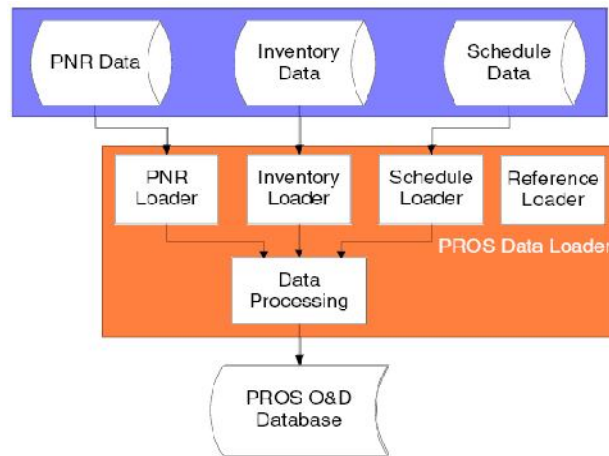 PNR Data
Inventory
Data
Schedule
Data
PNR
Loader
Inventory
Loader
Schedule
Loader
Reference
Loader
PROS Data Loader
Data
Processing
PROS O&D
Database